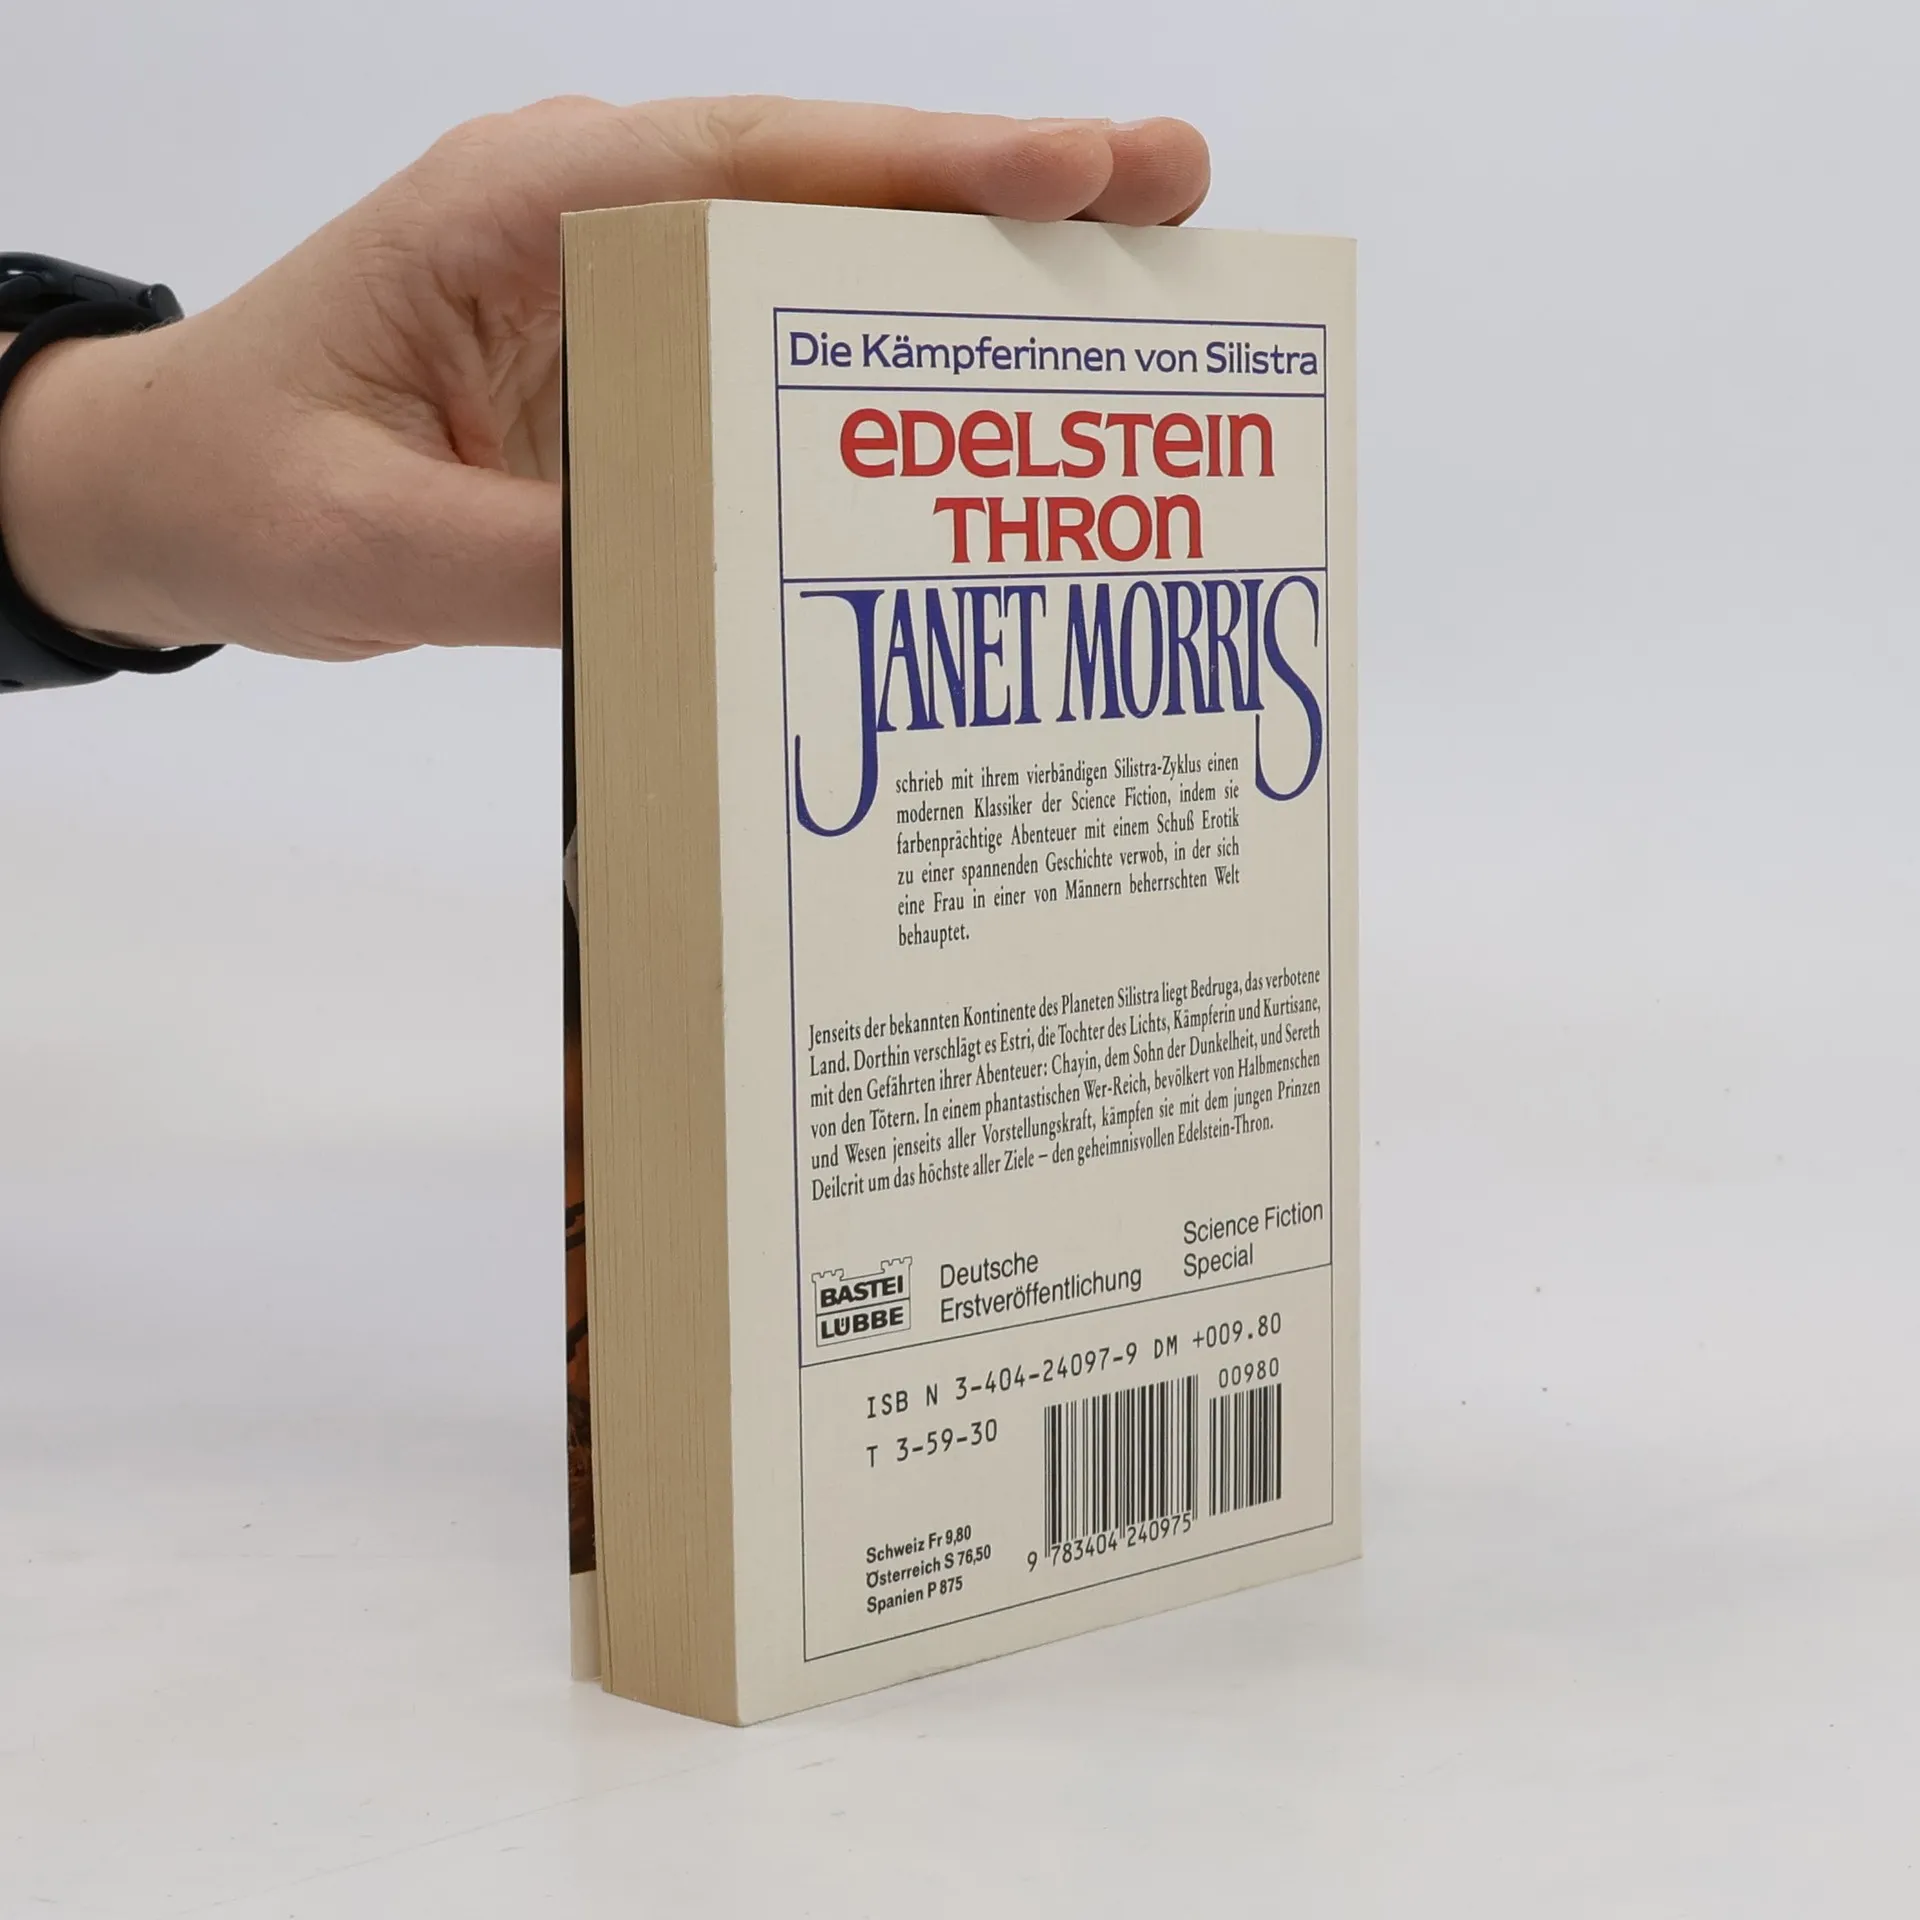 Die Kämpferinnen von Silistra
EDELSTEIN
THRON
JANET MORRIS
schrieb mit ihrem vierbändigen Silistra-Zyklus einen
modernen Klassiker der Science Fiction, indem sie
farbenprächtige Abenteuer mit einem Schuß Erotik
zu einer spannenden Geschichte verwob, in der sich
eine Frau in einer von Männern beherrschten Welt
behauptet.
Jenseits der bekannten Kontinente des Planeten Silistra liegt Bedruga, das verbotene
Land. Dorthin verschlägt es Estri, die Tochter des Lichts, Kämpferin und Kurtisane,
mit den Gefährten ihrer Abenteuer: Chayin, dem Sohn der Dunkelheit, und Sereth
von den Tötern. In einem phantastischen Wer-Reich, bevölkert von Halbmenschen
und Wesen jenseits aller Vorstellungskraft, kämpfen sie mit dem jungen Prinzen
Deilcrit um das höchste aller Ziele – den geheimnisvollen Edelstein-Thron.
BASTEI
LÜBBE
Deutsche
Erstveröffentlichung
Science Fiction
Special
ISB N 3-404-24097-9 DM +009.80
T 3-59-30
00980
9 783404 240975
Schweiz Fr 9,80
Österreich S 76,50
Spanien P 875